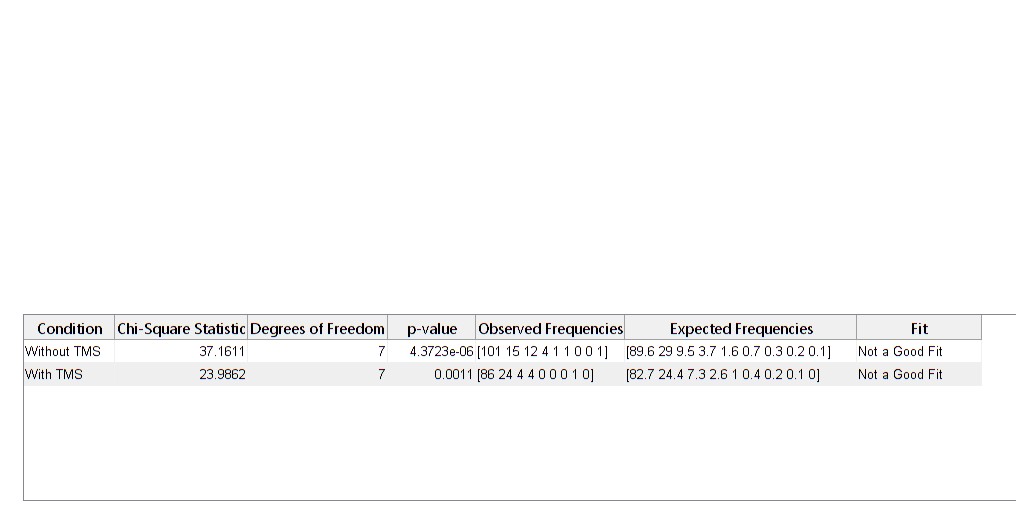 Condition Chi-Square Statistic Degrees of Freedom p-value Observed Frequencies Expected Frequencies Fit
Without TMS 37.1611 7 4.3723e-06 [101 15 12 4 1 1 0 0 1] [89.6 29 9.5 3.7 1.6 0.7 0.3 0.2 0.1] Not a Good Fit
With TMS 23.9862 7 0.0011 [86 24 4 4 0 0 0 1 0] [82.7 24.4 7.3 2.6 1 0.4 0.2 0.1 0] Not a Good Fit